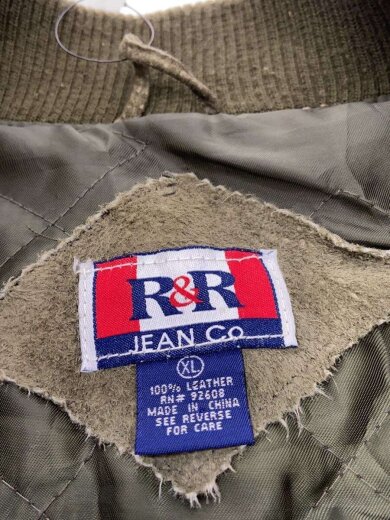 R&R
JEAN Co
XL
100% LEATHER
RN# 92608
MADE IN CHINA
SEE REVERSE
FOR CARE